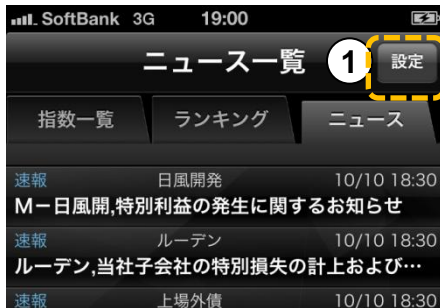 SoftBank 3G 19:00
ニュース一覧 1 設定
指数一覧 ランキング ニュース
速報 日風開発 10/10 18:30
M－日風開,特別利益の発生に関するお知らせ
速報 ルーデン 10/10 18:30
ルーデン,当社子会社の特別損失の計上および…
速報 上場外債 10/10 18:30